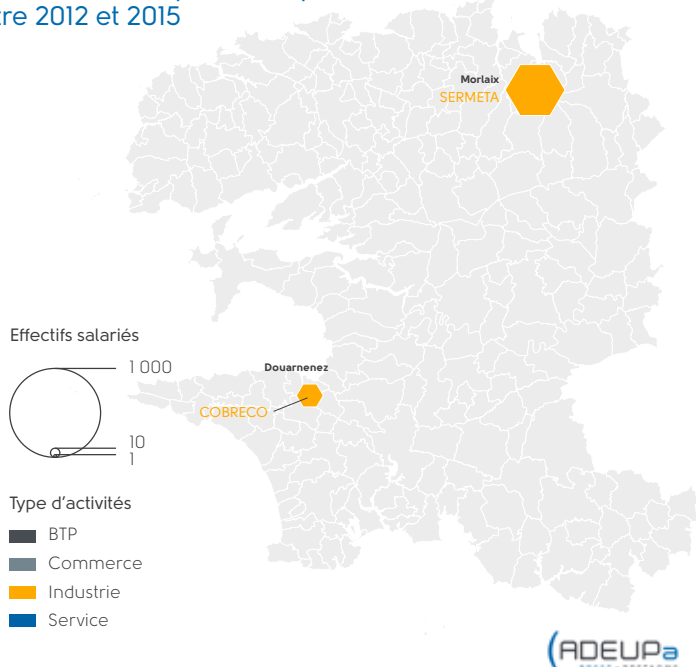 tre 2012 et 2015
Morlaix
SERMETA
Effectifs salariés
1 000
10
1
Douarnenez
COBRECO
Type d'activités
BTP
Commerce
Industrie
Service
ADEUPa